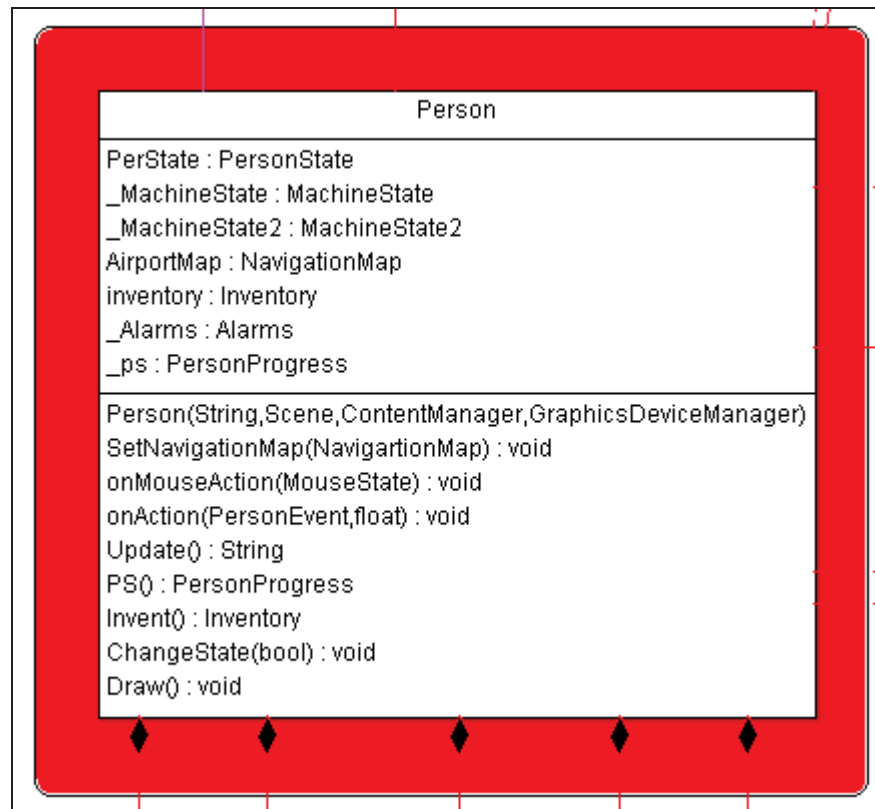 Person
PerState : PersonState
_MachineState : MachineState
_MachineState2 : MachineState2
AirportMap : NavigationMap
inventory : Inventory
_Alarms : Alarms
_ps : PersonProgress
Person(String,Scene,ContentManager,GraphicsDeviceManager)
SetNavigationMap(NavigartionMap) : void
onMouseAction(MouseState) : void
onAction(PersonEvent,float) : void
Update() : String
PS() : PersonProgress
Invent() : Inventory
ChangeState(bool) : void
Draw() : void